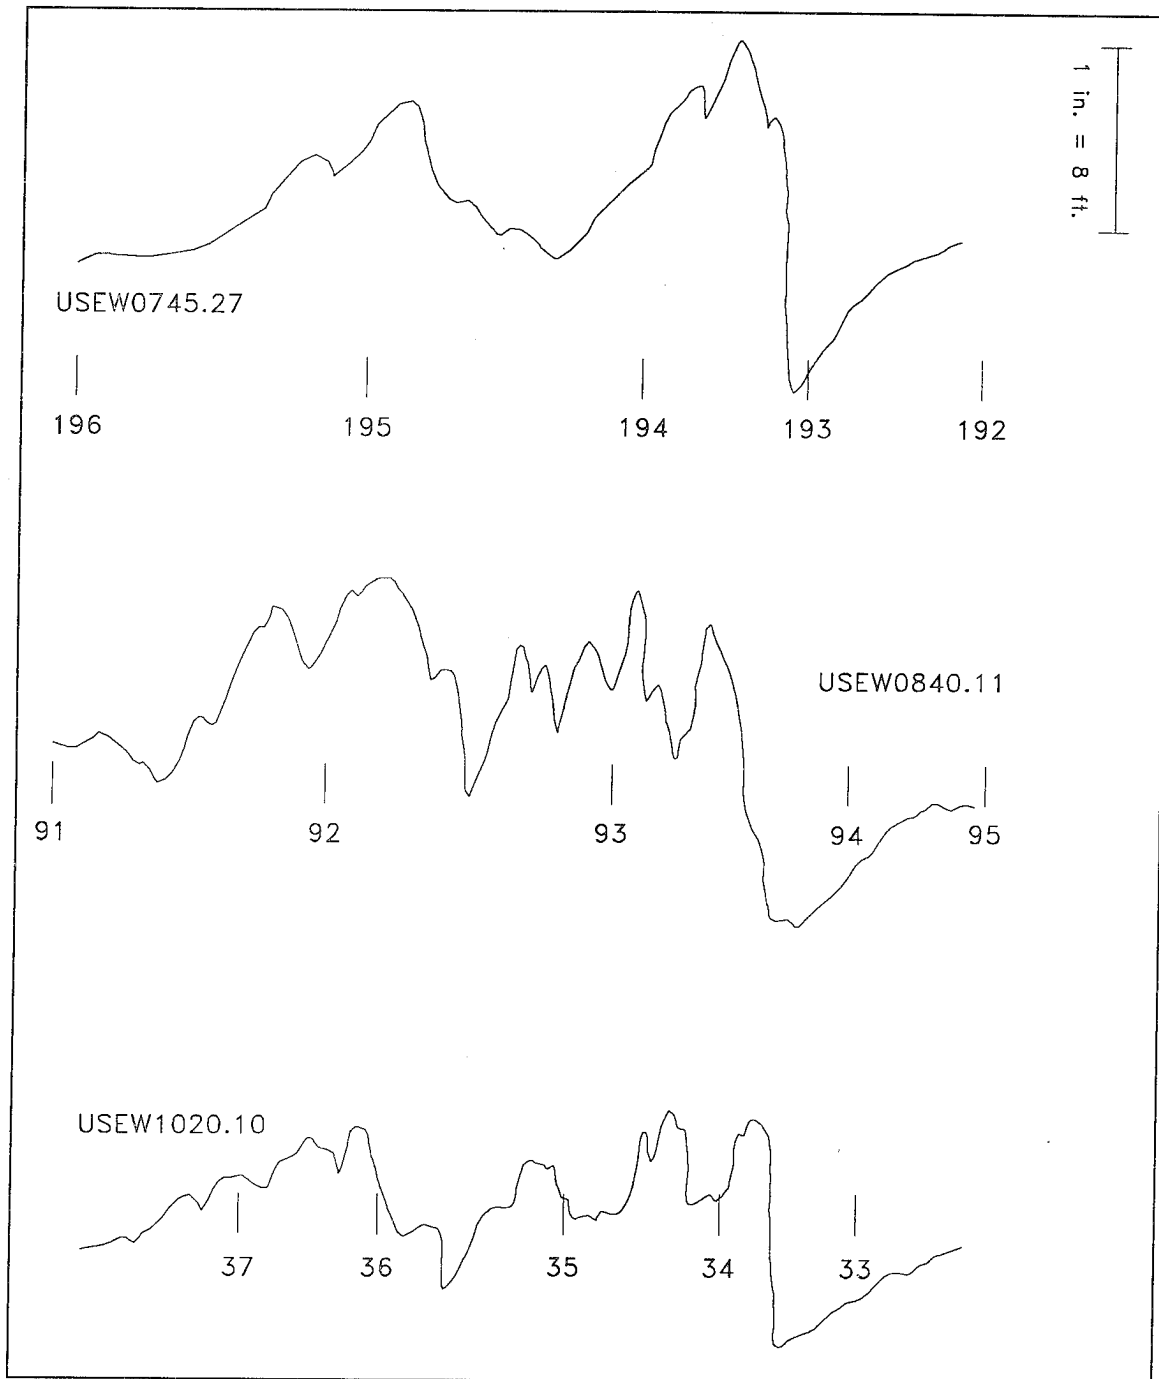 1 in. = 8 ft.
USEW0745.27
196 195 194 193 192
USEW0840.11
91 92 93 94 95
USEW1020.10
37 36 35 34 33